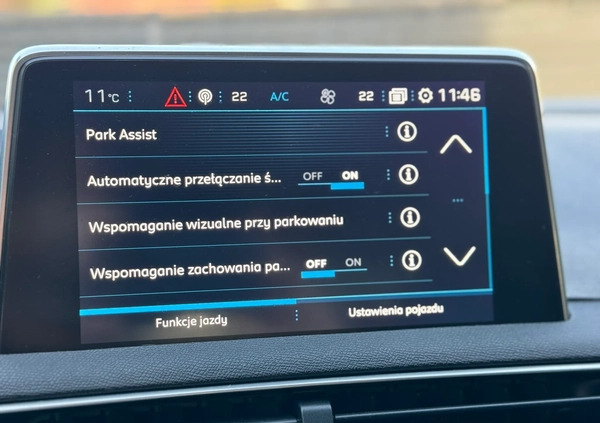 11°C 22 A/C 22 11:46
Park Assist
Automatyczne przełączanie ś... OFF ON
Wspomaganie wizualne przy parkowaniu
Wspomaganie zachowania pa... OFF ON
Funkcje jazdy Ustawienia pojazdu